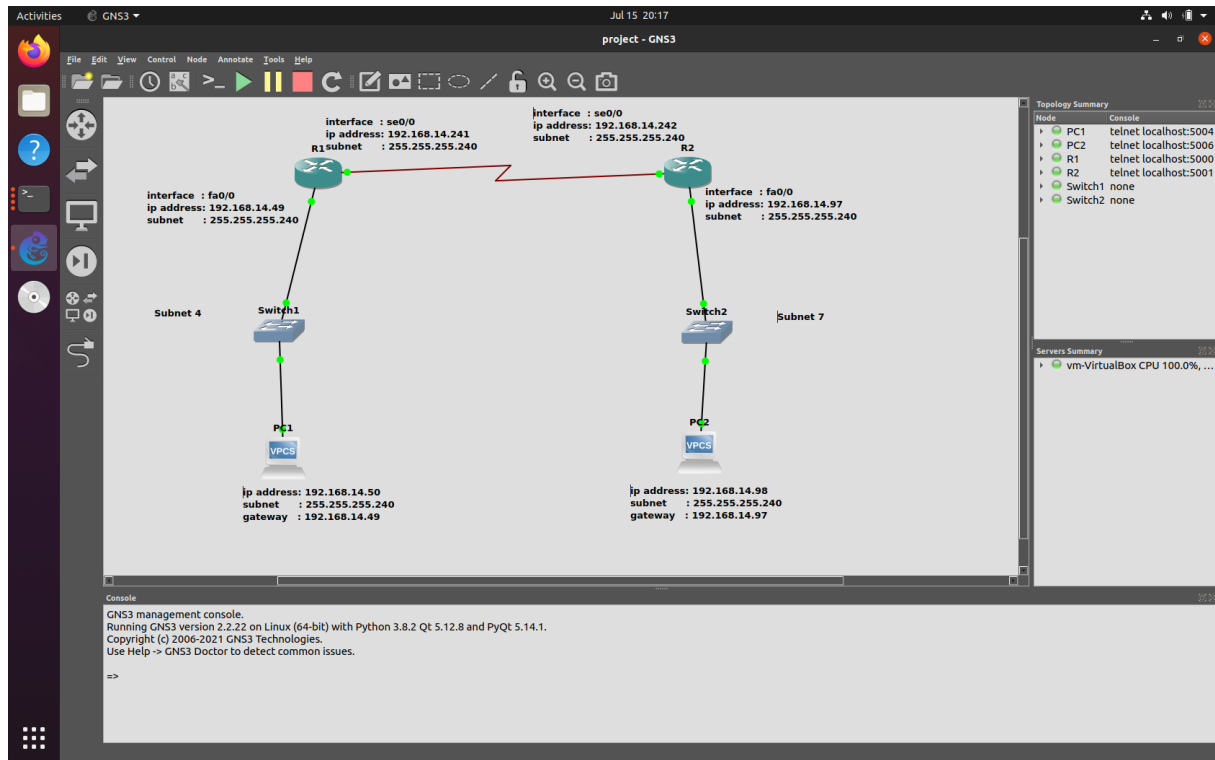 Activities GNS3 Jul 15 20:17
project - GNS3
File Edit View Control Node Annotate Tools Help
interface : se0/0
ip address: 192.168.14.241
subnet : 255.255.255.240
R1
interface : se0/0
ip address: 192.168.14.242
subnet : 255.255.255.240
R2
interface : fa0/0
ip address: 192.168.14.49
subnet : 255.255.255.240
interface : fa0/0
ip address: 192.168.14.97
subnet : 255.255.255.240
Subnet 4
Switch1
Switch2
Subnet 7
PC1
VPCS
PC2
VPCS
ip address: 192.168.14.50
subnet : 255.255.255.240
gateway : 192.168.14.49
ip address: 192.168.14.98
subnet : 255.255.255.240
gateway : 192.168.14.97
Topology Summary
Node Console
PC1 telnet localhost:5004
PC2 telnet localhost:5006
R1 telnet localhost:5000
R2 telnet localhost:5001
Switch1 none
Switch2 none
Servers Summary
vm-VirtualBox CPU 100.0%, ...
Console
GNS3 management console.
Running GNS3 version 2.2.22 on Linux (64-bit) with Python 3.8.2 Qt 5.12.8 and PyQt 5.14.1.
Copyright (c) 2006-2021 GNS3 Technologies.
Use Help -> GNS3 Doctor to detect common issues.
=>